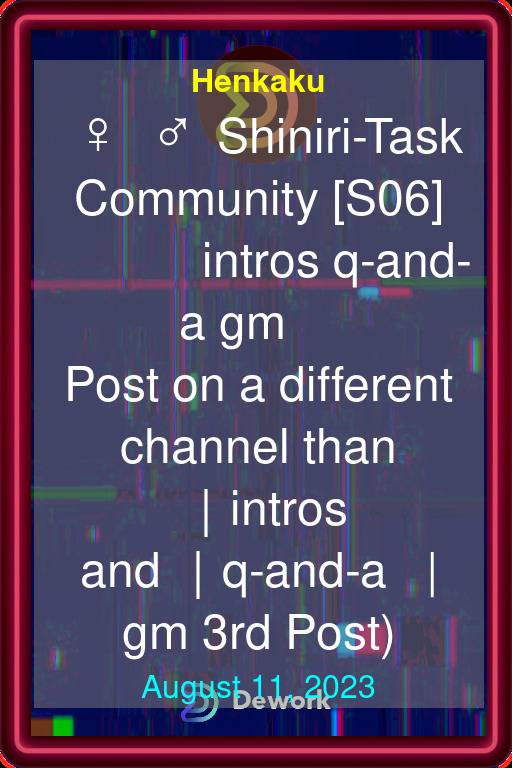 Henkaku
♀ ♂ Shiniri-Task
Community [S06]
intros q-and-
a gm
Post on a different
channel than
| intros
and | q-and-a |
gm 3rd Post)
August 11, 2023
Dework